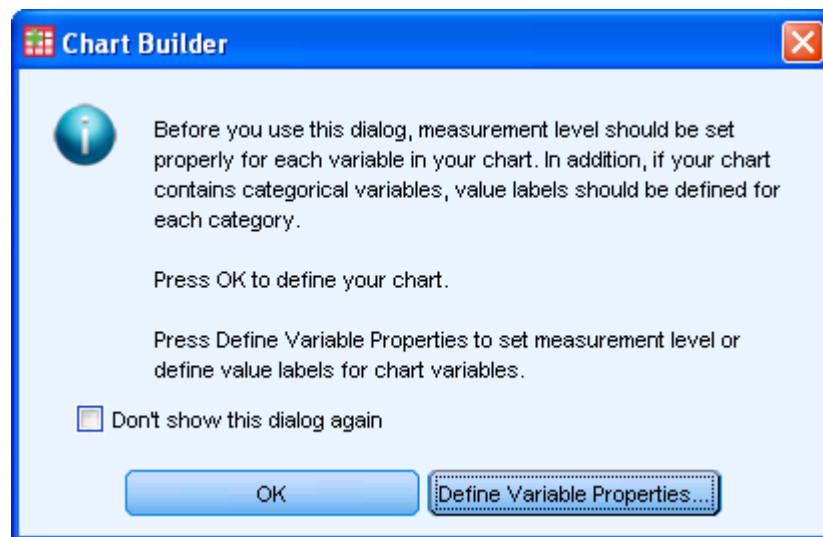 Chart Builder
Before you use this dialog, measurement level should be set
properly for each variable in your chart. In addition, if your chart
contains categorical variables, value labels should be defined for
each category.
Press OK to define your chart.
Press Define Variable Properties to set measurement level or
define value labels for chart variables.
Don't show this dialog again
OK
Define Variable Properties...